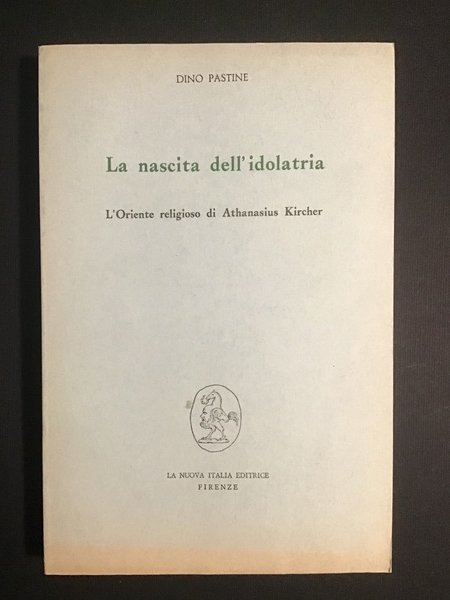 DINO PASTINE
La nascita dell'idolatria
L'Oriente religioso di Athanasius Kircher
LA NUOVA ITALIA EDITRICE
FIRENZE